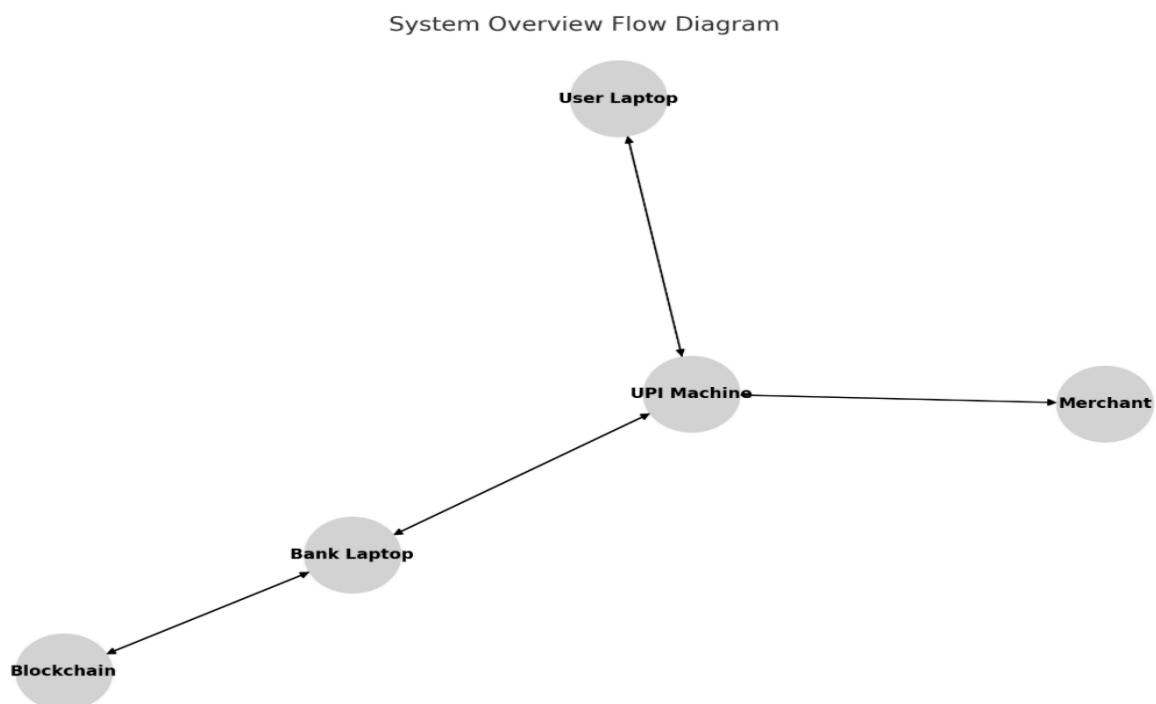 System Overview Flow Diagram
User Laptop
UPI Machine
Merchant
Bank Laptop
Blockchain